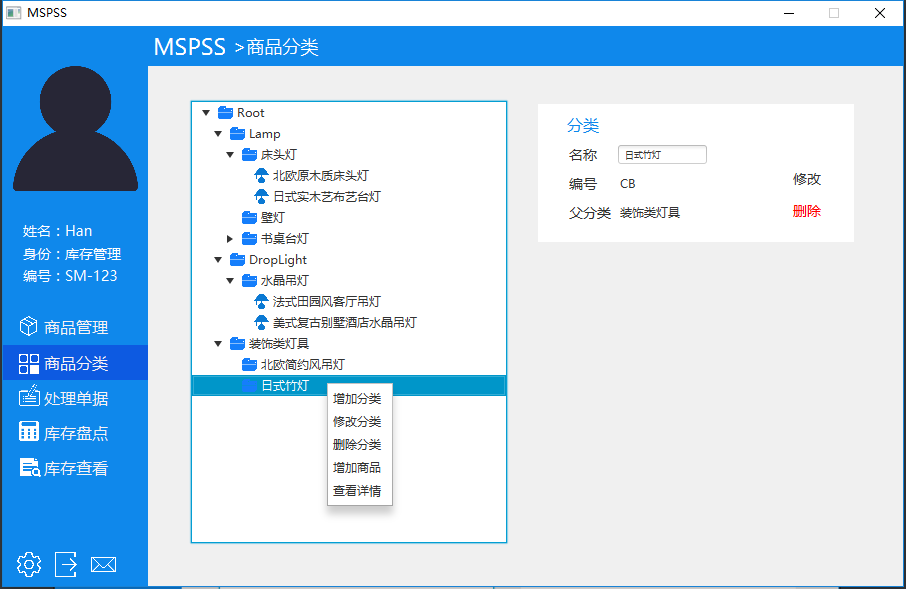 MSPSS
MSPSS >商品分类
姓名：Han
身份：库存管理
编号：SM-123
商品管理
商品分类
处理单据
库存盘点
库存查看
Root
Lamp
床头灯
北欧原木质床头灯
日式实木艺布艺台灯
壁灯
书桌台灯
DropLight
水晶吊灯
法式田园风客厅吊灯
美式复古别墅酒店水晶吊灯
装饰类灯具
北欧简约风吊灯
日式竹灯
增加分类
修改分类
删除分类
增加商品
查看详情
分类
名称 日式竹灯
编号 CB
父分类 装饰类灯具
修改
删除